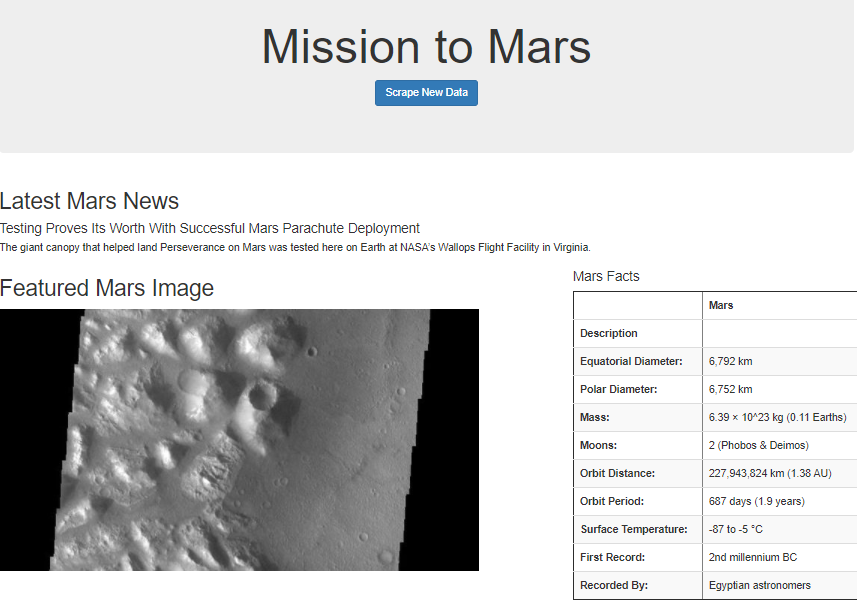 Mission to Mars
Scrape New Data
Latest Mars News
Testing Proves Its Worth With Successful Mars Parachute Deployment
The giant canopy that helped land Perseverance on Mars was tested here on Earth at NASA's Wallops Flight Facility in Virginia.
Featured Mars Image
Mars Facts
Mars
Description
Equatorial Diameter: 6,792 km
Polar Diameter: 6,752 km
Mass: 6.39 × 10^23 kg (0.11 Earths)
Moons: 2 (Phobos & Deimos)
Orbit Distance: 227,943,824 km (1.38 AU)
Orbit Period: 687 days (1.9 years)
Surface Temperature: -87 to -5 °C
First Record: 2nd millennium BC
Recorded By: Egyptian astronomers